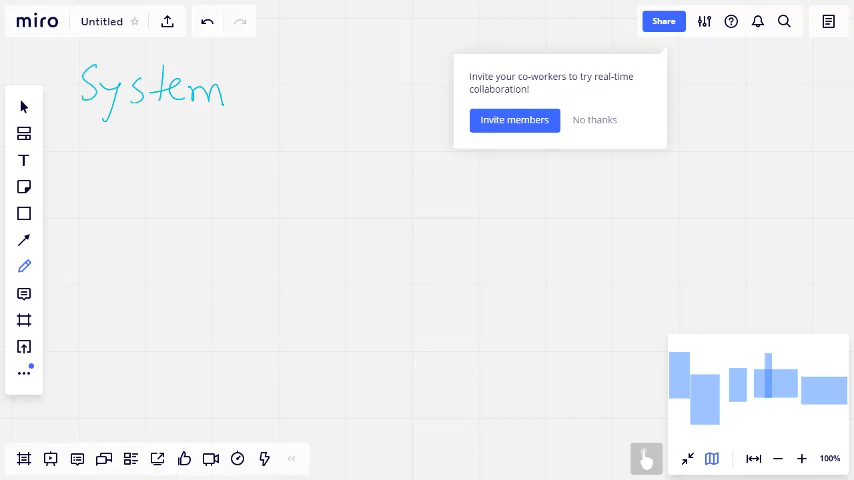 miro Untitled Share
System
Invite your co-workers to try real-time
collaboration!
Invite members No thanks
100%